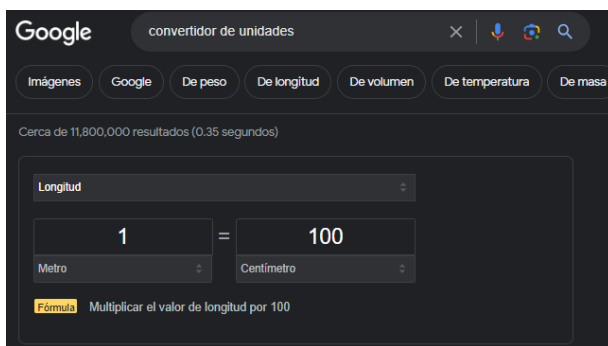 Google convertidor de unidades
Imágenes Google De peso De longitud De volumen De temperatura De masa
Cerca de 11,800,000 resultados (0.35 segundos)
Longitud
1 = 100
Metro Centímetro
Fórmula Multiplicar el valor de longitud por 100